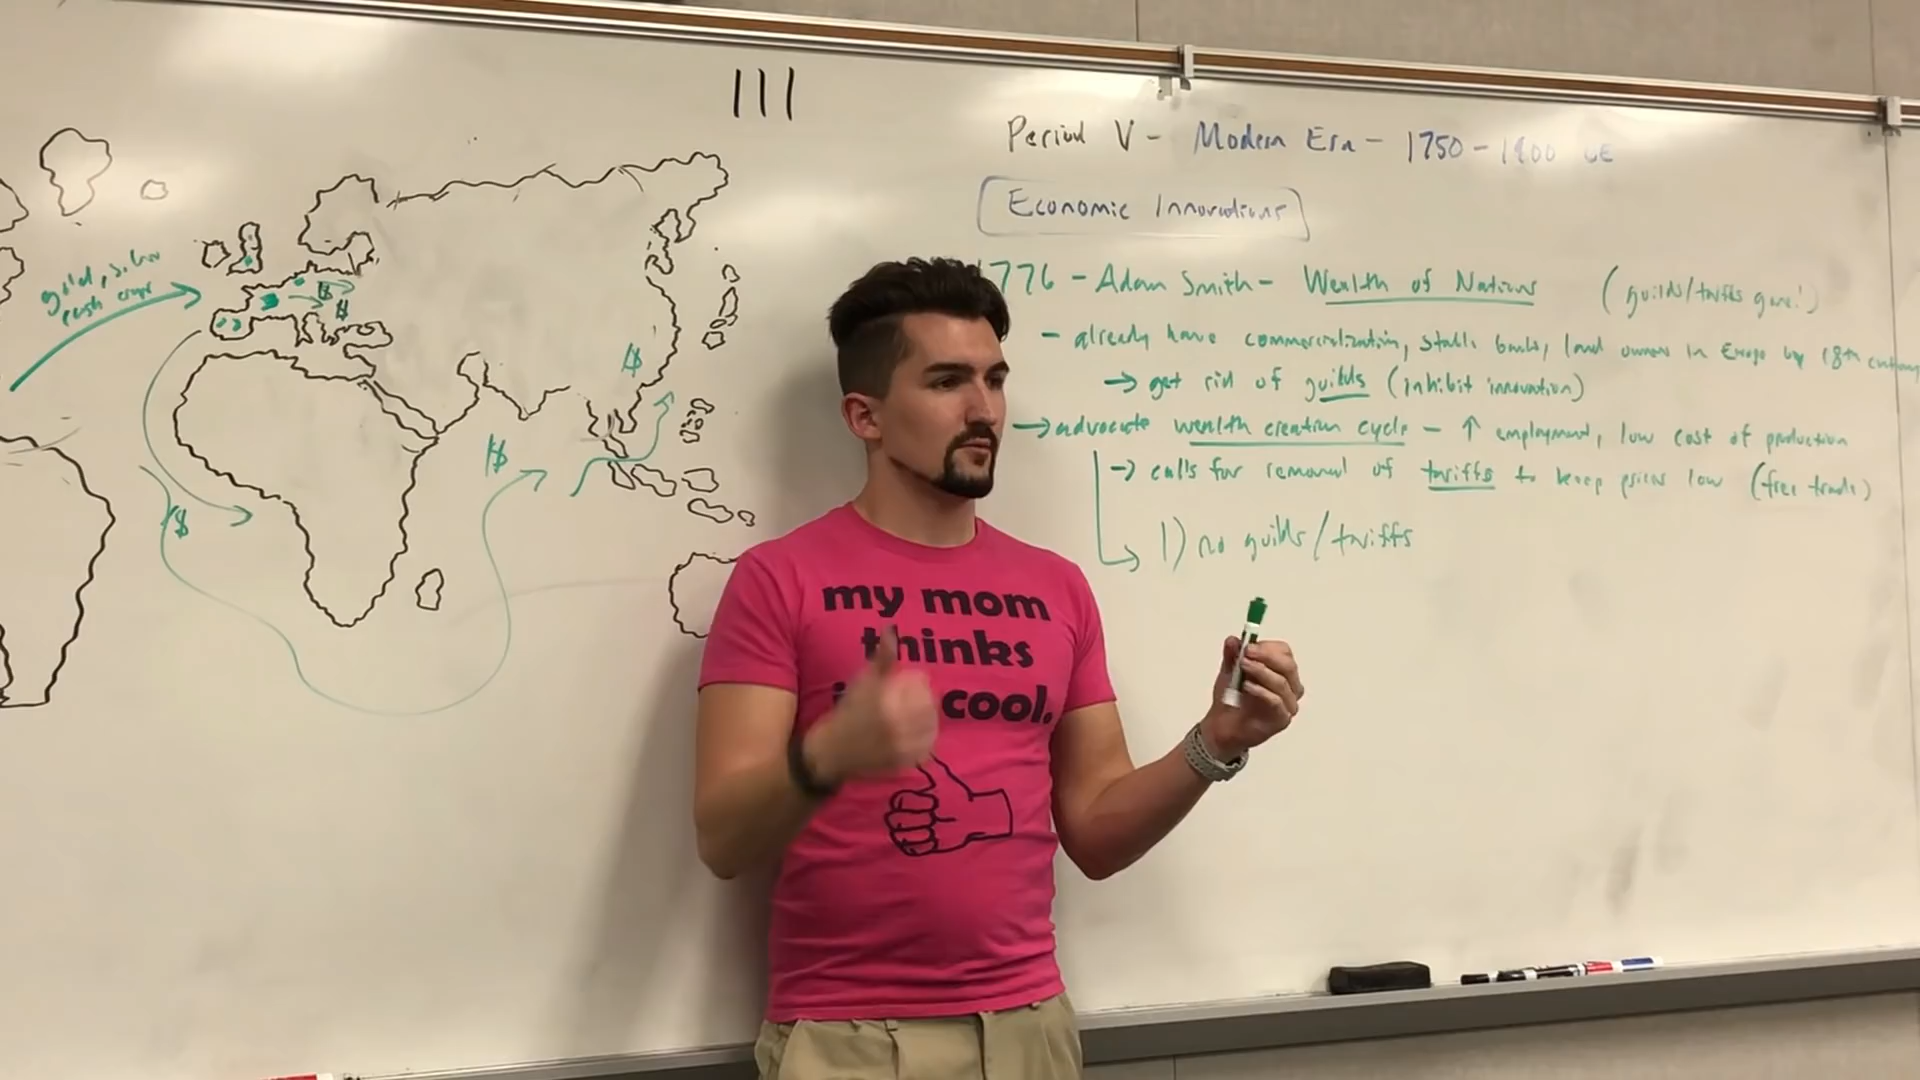 111
Period V - Modern Era - 1750 - 1900 CE
Economic Innovations
1776 - Adam Smith - Wealth of Nations (guilds/tariffs gone!)
- already have commercialization, stable banks, land owners in Europe by 18th century
→ get rid of guilds (inhibit innovation)
→ advocate wealth creation cycle - ↑ employment, low cost of production
→ calls for removal of tariffs to keep prices low (free trade)
→ 1) no guilds/tariffs
gold, silver
cash crops
$
$
$
$
$
my mom
thinks
cool.